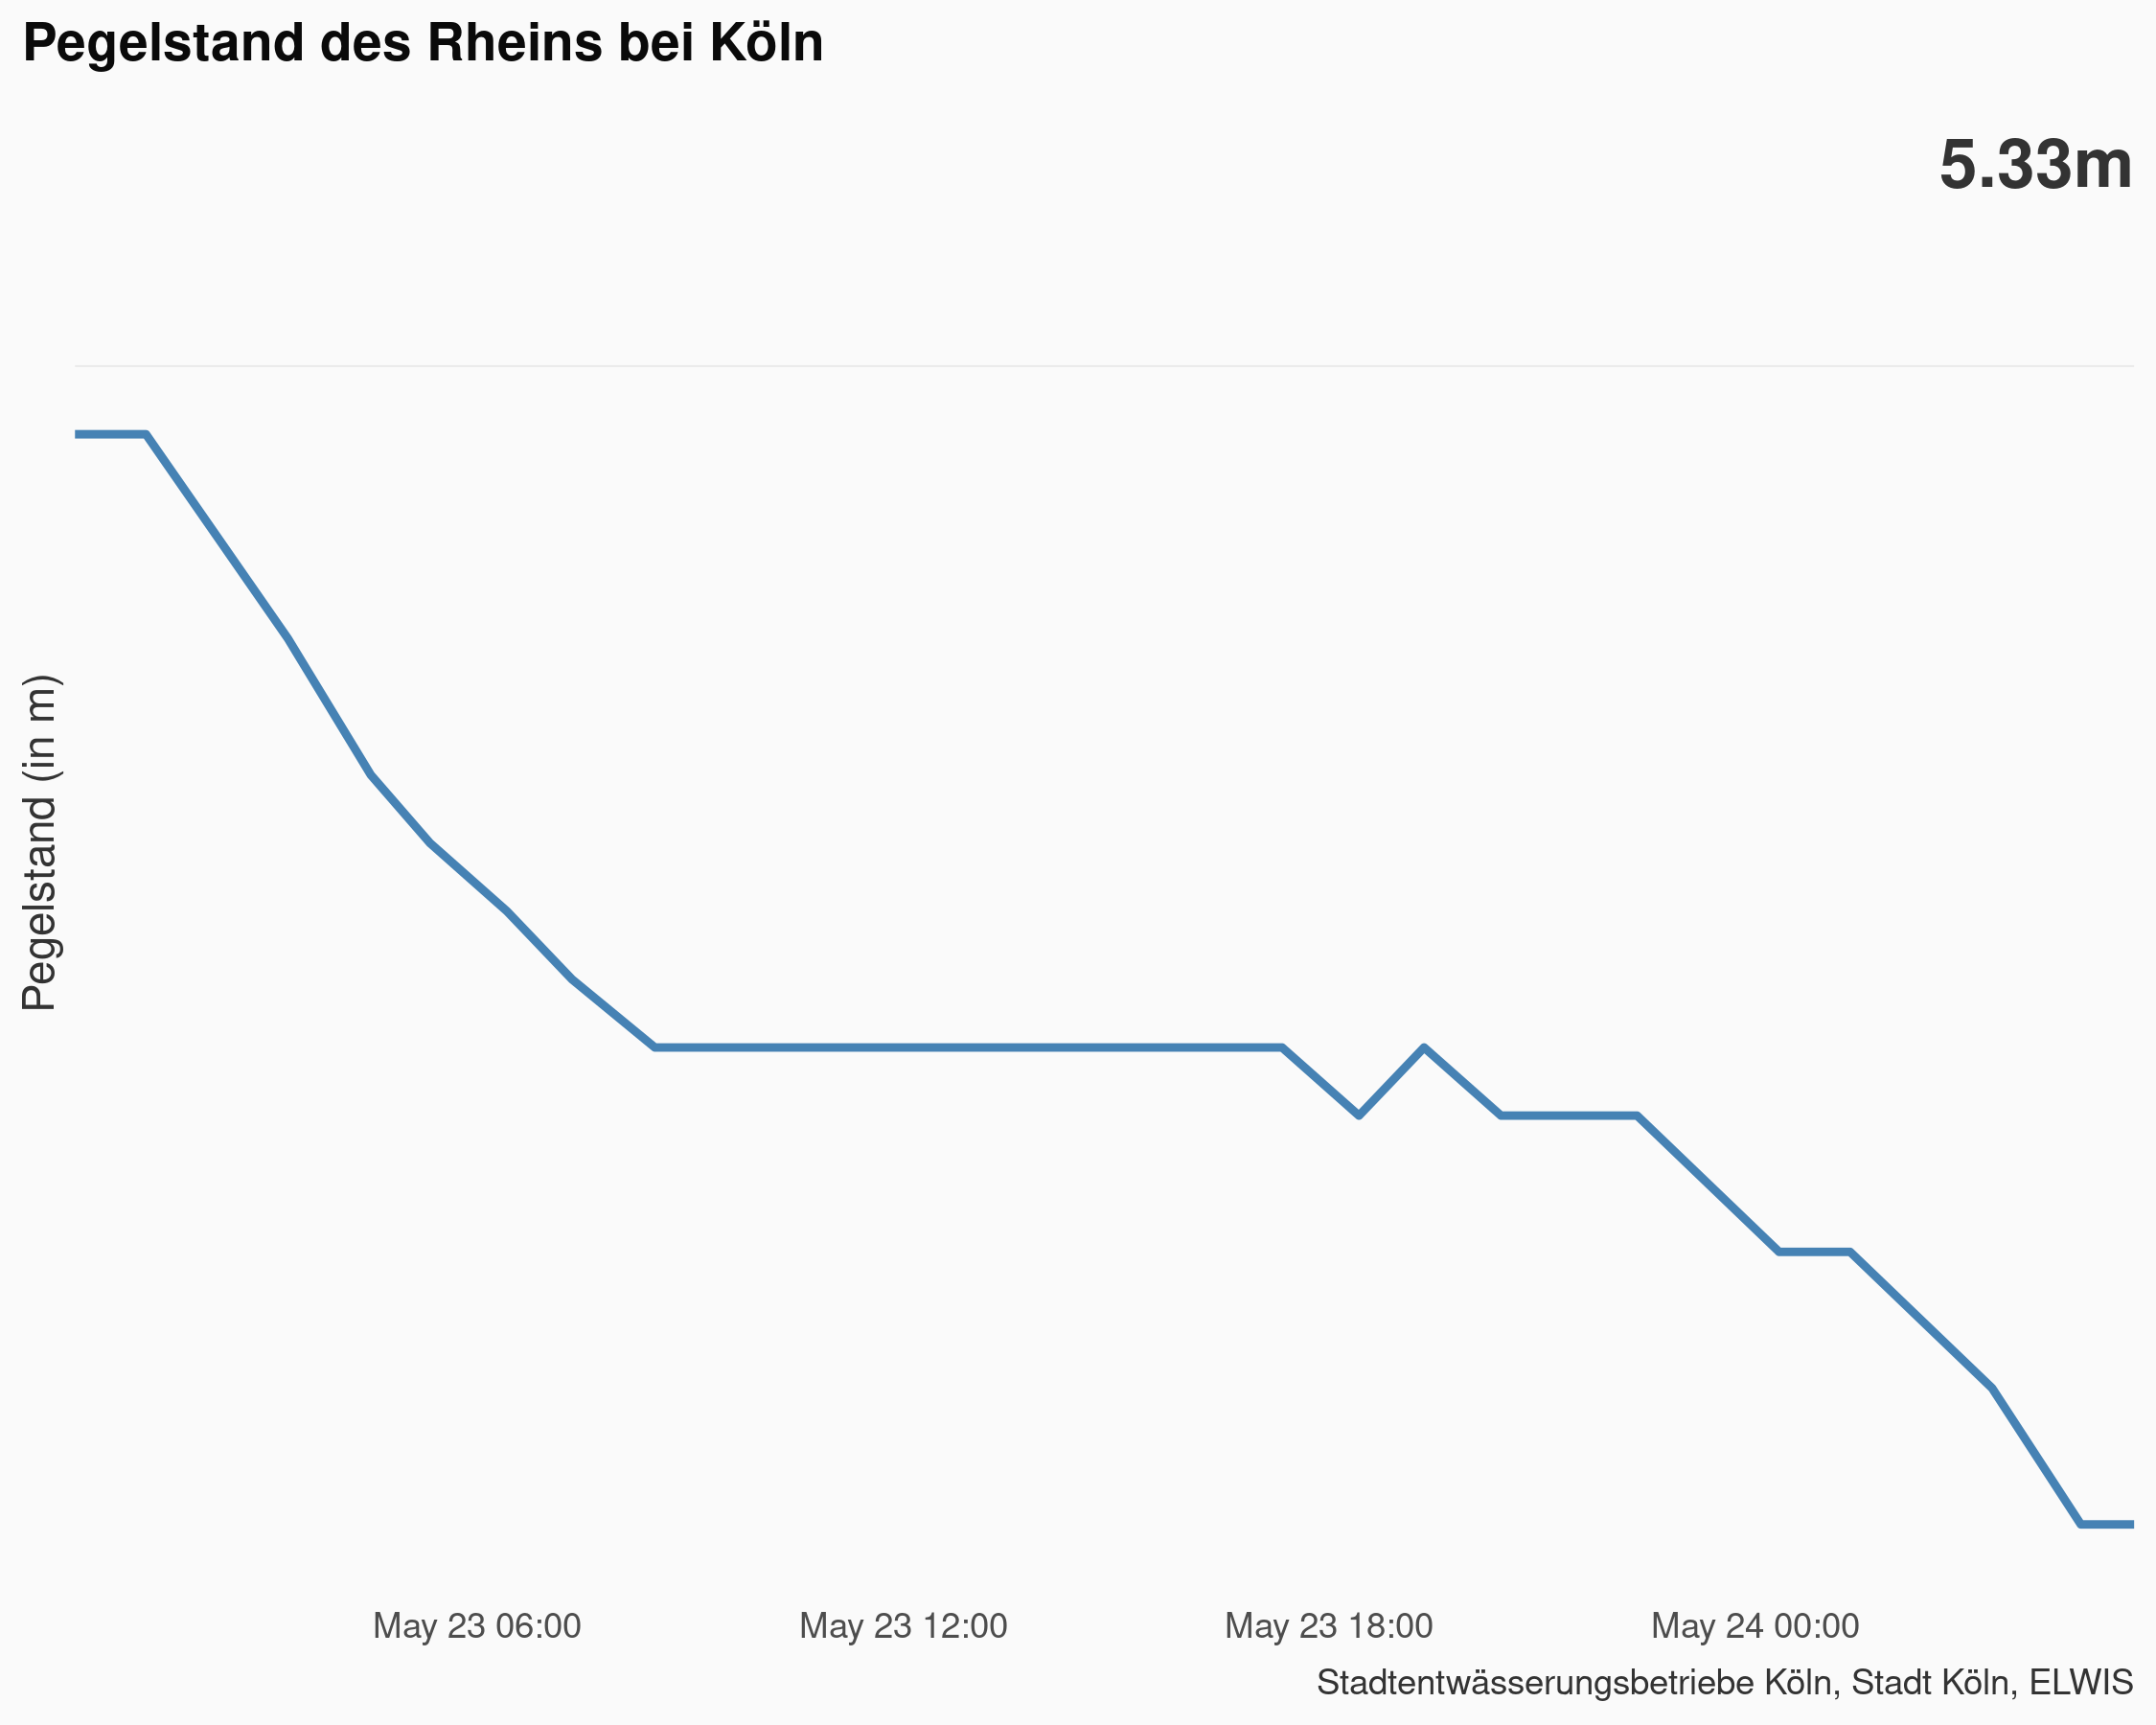 Pegelstand des Rheins bei Köln
5.33m
Pegelstand (in m)
May 23 06:00 May 23 12:00 May 23 18:00 May 24 00:00
Stadtentwässerungsbetriebe Köln, Stadt Köln, ELWIS